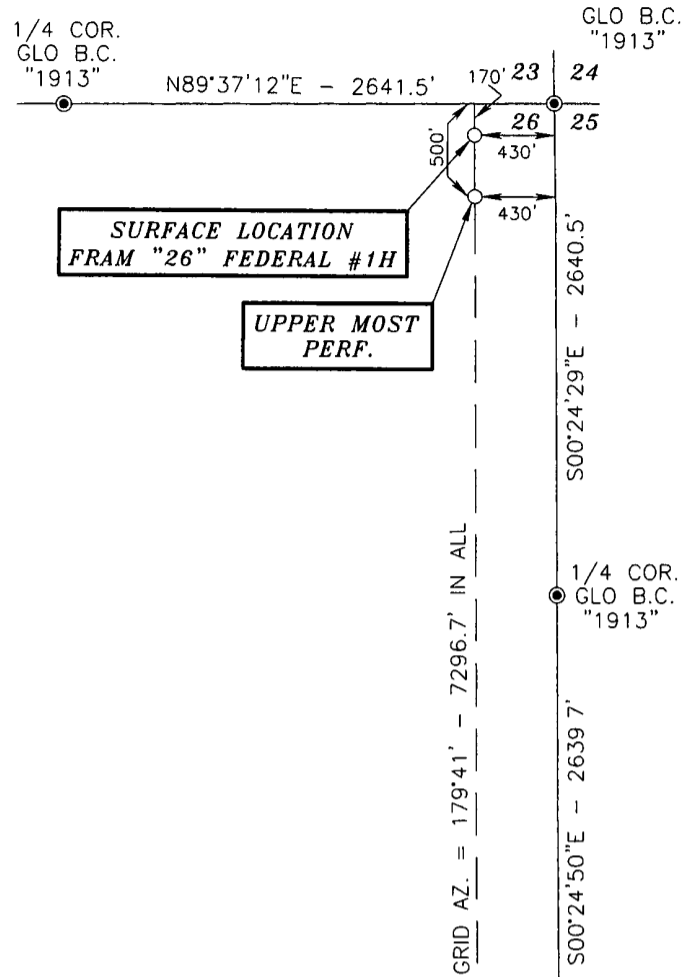 1/4 COR.
GLO B.C.
"1913"
GLO B.C.
"1913"
N89°37'12"E - 2641.5'
170'
23
24
26
25
500'
430'
430'
SURFACE LOCATION
FRAM "26" FEDERAL #1H
UPPER MOST
PERF.
S00°24'29"E - 2640.5'
1/4 COR.
GLO B.C.
"1913"
GRID AZ. = 179°41' - 7296.7' IN ALL
S00°24'50"E - 2639 7'